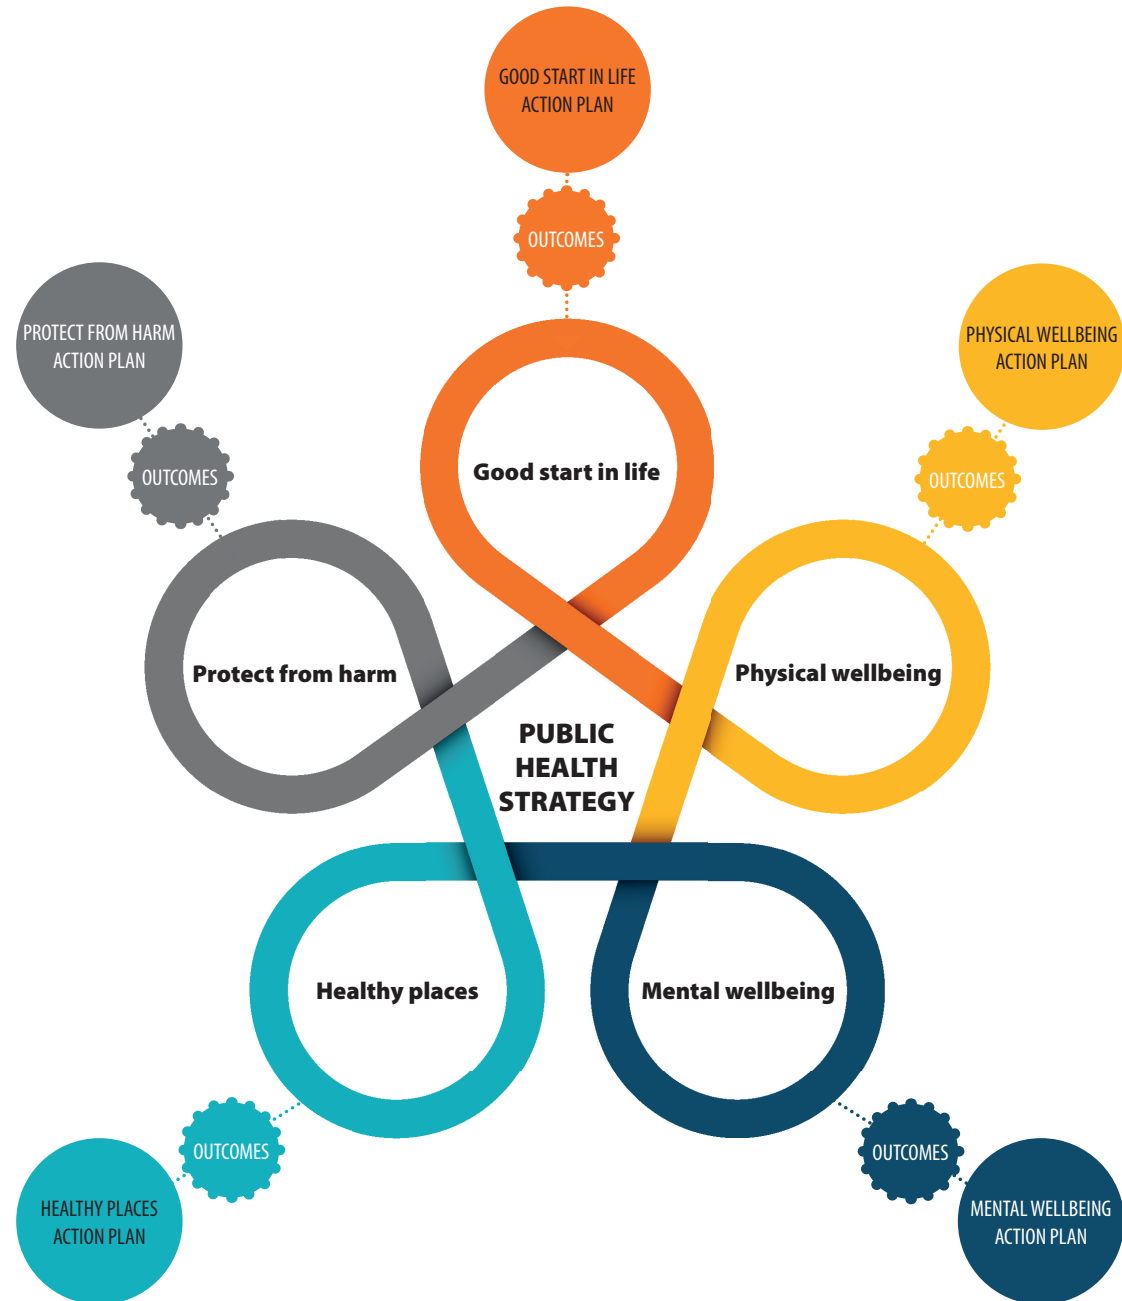 GOOD START IN LIFE
ACTION PLAN
OUTCOMES
PROTECT FROM HARM
ACTION PLAN
OUTCOMES
PHYSICAL WELLBEING
ACTION PLAN
OUTCOMES
Good start in life
Protect from harm
Physical wellbeing
PUBLIC
HEALTH
STRATEGY
Healthy places
Mental wellbeing
OUTCOMES
HEALTHY PLACES
ACTION PLAN
OUTCOMES
MENTAL WELLBEING
ACTION PLAN